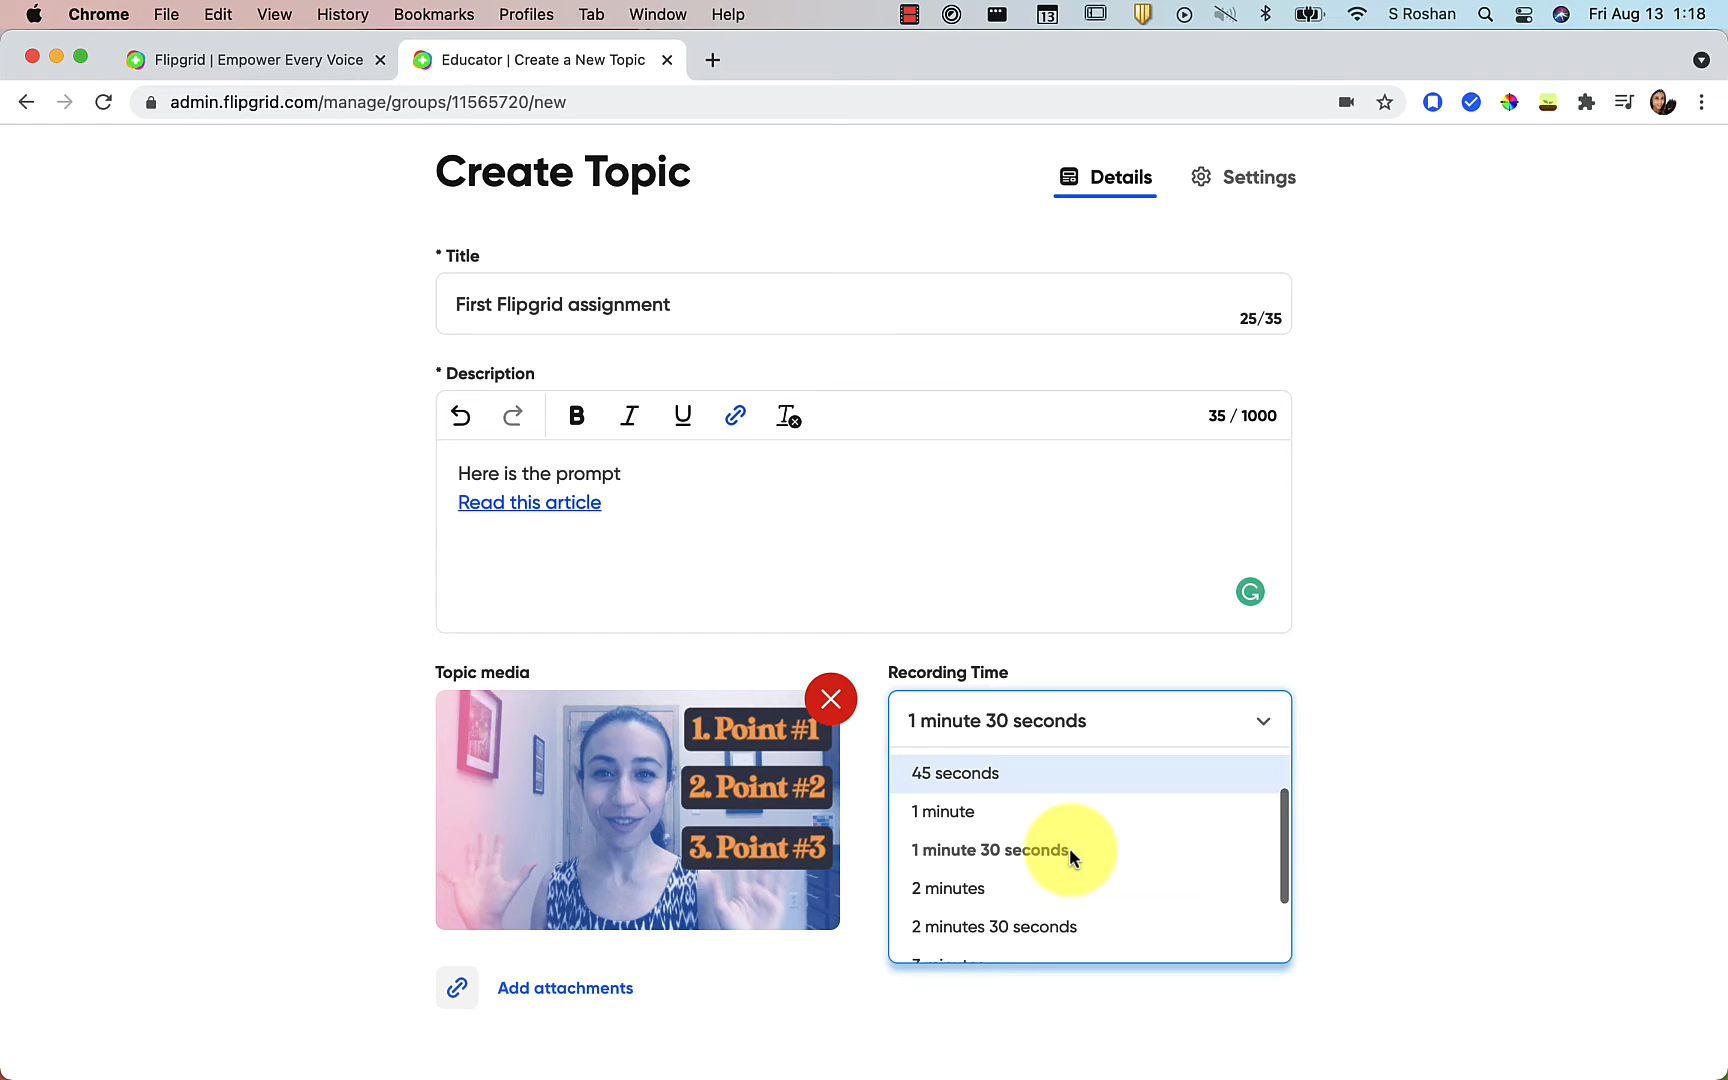 Chrome File Edit View History Bookmarks Profiles Tab Window Help 13 S Roshan Fri Aug 13 1:18
Flipgrid | Empower Every Voice Educator | Create a New Topic
admin.flipgrid.com/manage/groups/11565720/new
Create Topic
Details
Settings
* Title
First Flipgrid assignment
25/35
* Description
B I U 35 / 1000
Here is the prompt
Read this article
Topic media
1. Point #1
2. Point #2
3. Point #3
Add attachments
Recording Time
1 minute 30 seconds
45 seconds
1 minute
1 minute 30 seconds
2 minutes
2 minutes 30 seconds